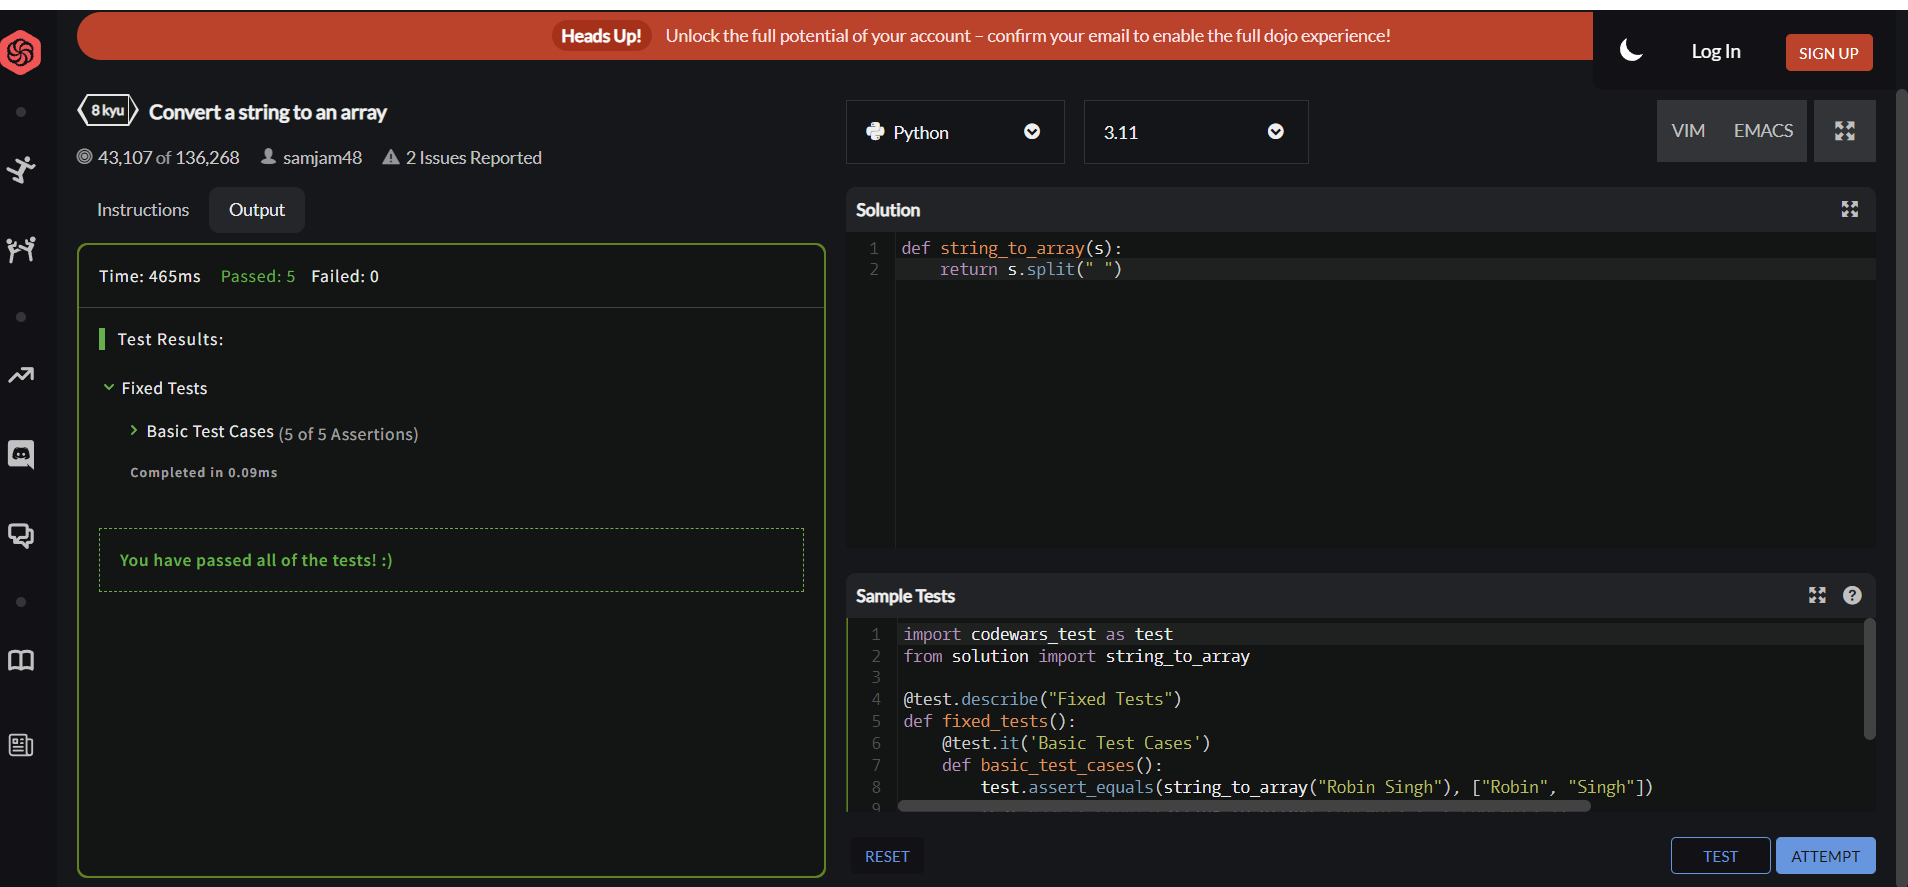 Heads Up! Unlock the full potential of your account – confirm your email to enable the full dojo experience!
Log In
SIGN UP
8 kyu Convert a string to an array
43,107 of 136,268 samjam48 2 Issues Reported
Python
3.11
VIM EMACS
Instructions Output
Time: 465ms Passed: 5 Failed: 0
Test Results:
Fixed Tests
Basic Test Cases (5 of 5 Assertions)
Completed in 0.09ms
You have passed all of the tests! :)
Solution
1 def string_to_array(s):
2     return s.split(" ")
Sample Tests
?
1 import codewars_test as test
2 from solution import string_to_array
3
4 @test.describe("Fixed Tests")
5 def fixed_tests():
6     @test.it('Basic Test Cases')
7     def basic_test_cases():
8         test.assert_equals(string_to_array("Robin Singh"), ["Robin", "Singh"])
9
RESET
TEST
ATTEMPT